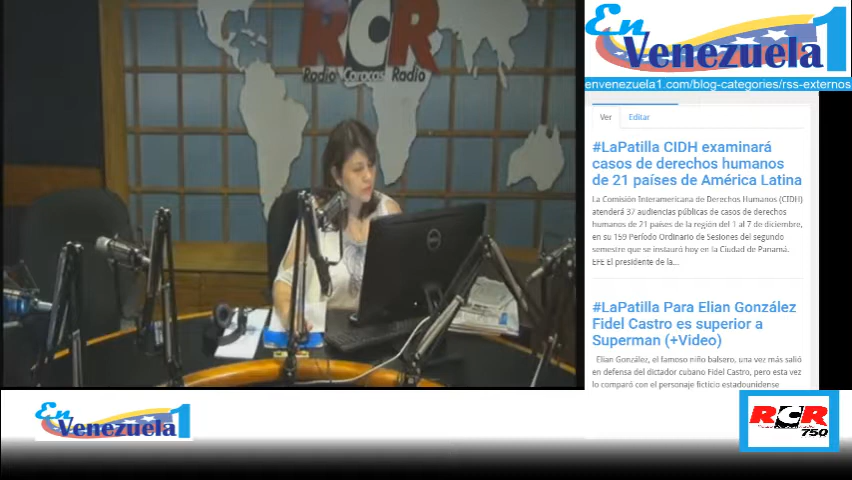 RCR
Radio Caracas Radio
En
Venezuela 1
envenezuela1.com/blog-categories/rss-externos
Ver
Editar
#LaPatilla CIDH examinará
casos de derechos humanos
de 21 países de América Latina
La Comisión Interamericana de Derechos Humanos (CIDH)
atenderá 37 audiencias públicas de casos de derechos
humanos de 21 países de la región del 1 al 7 de diciembre,
en su 159 Período Ordinario de Sesiones del segundo
semestre que se instauró hoy en la Ciudad de Panamá.
EFE El presidente de la...
#LaPatilla Para Elian González
Fidel Castro es superior a
Superman (+Video)
Elian González, el famoso niño balsero, una vez más salió
en defensa del dictador cubano Fidel Castro, pero esta vez
lo comparó con el personaje ficticio estadounidense
DELL
En
Venezuela 1
RCR
750